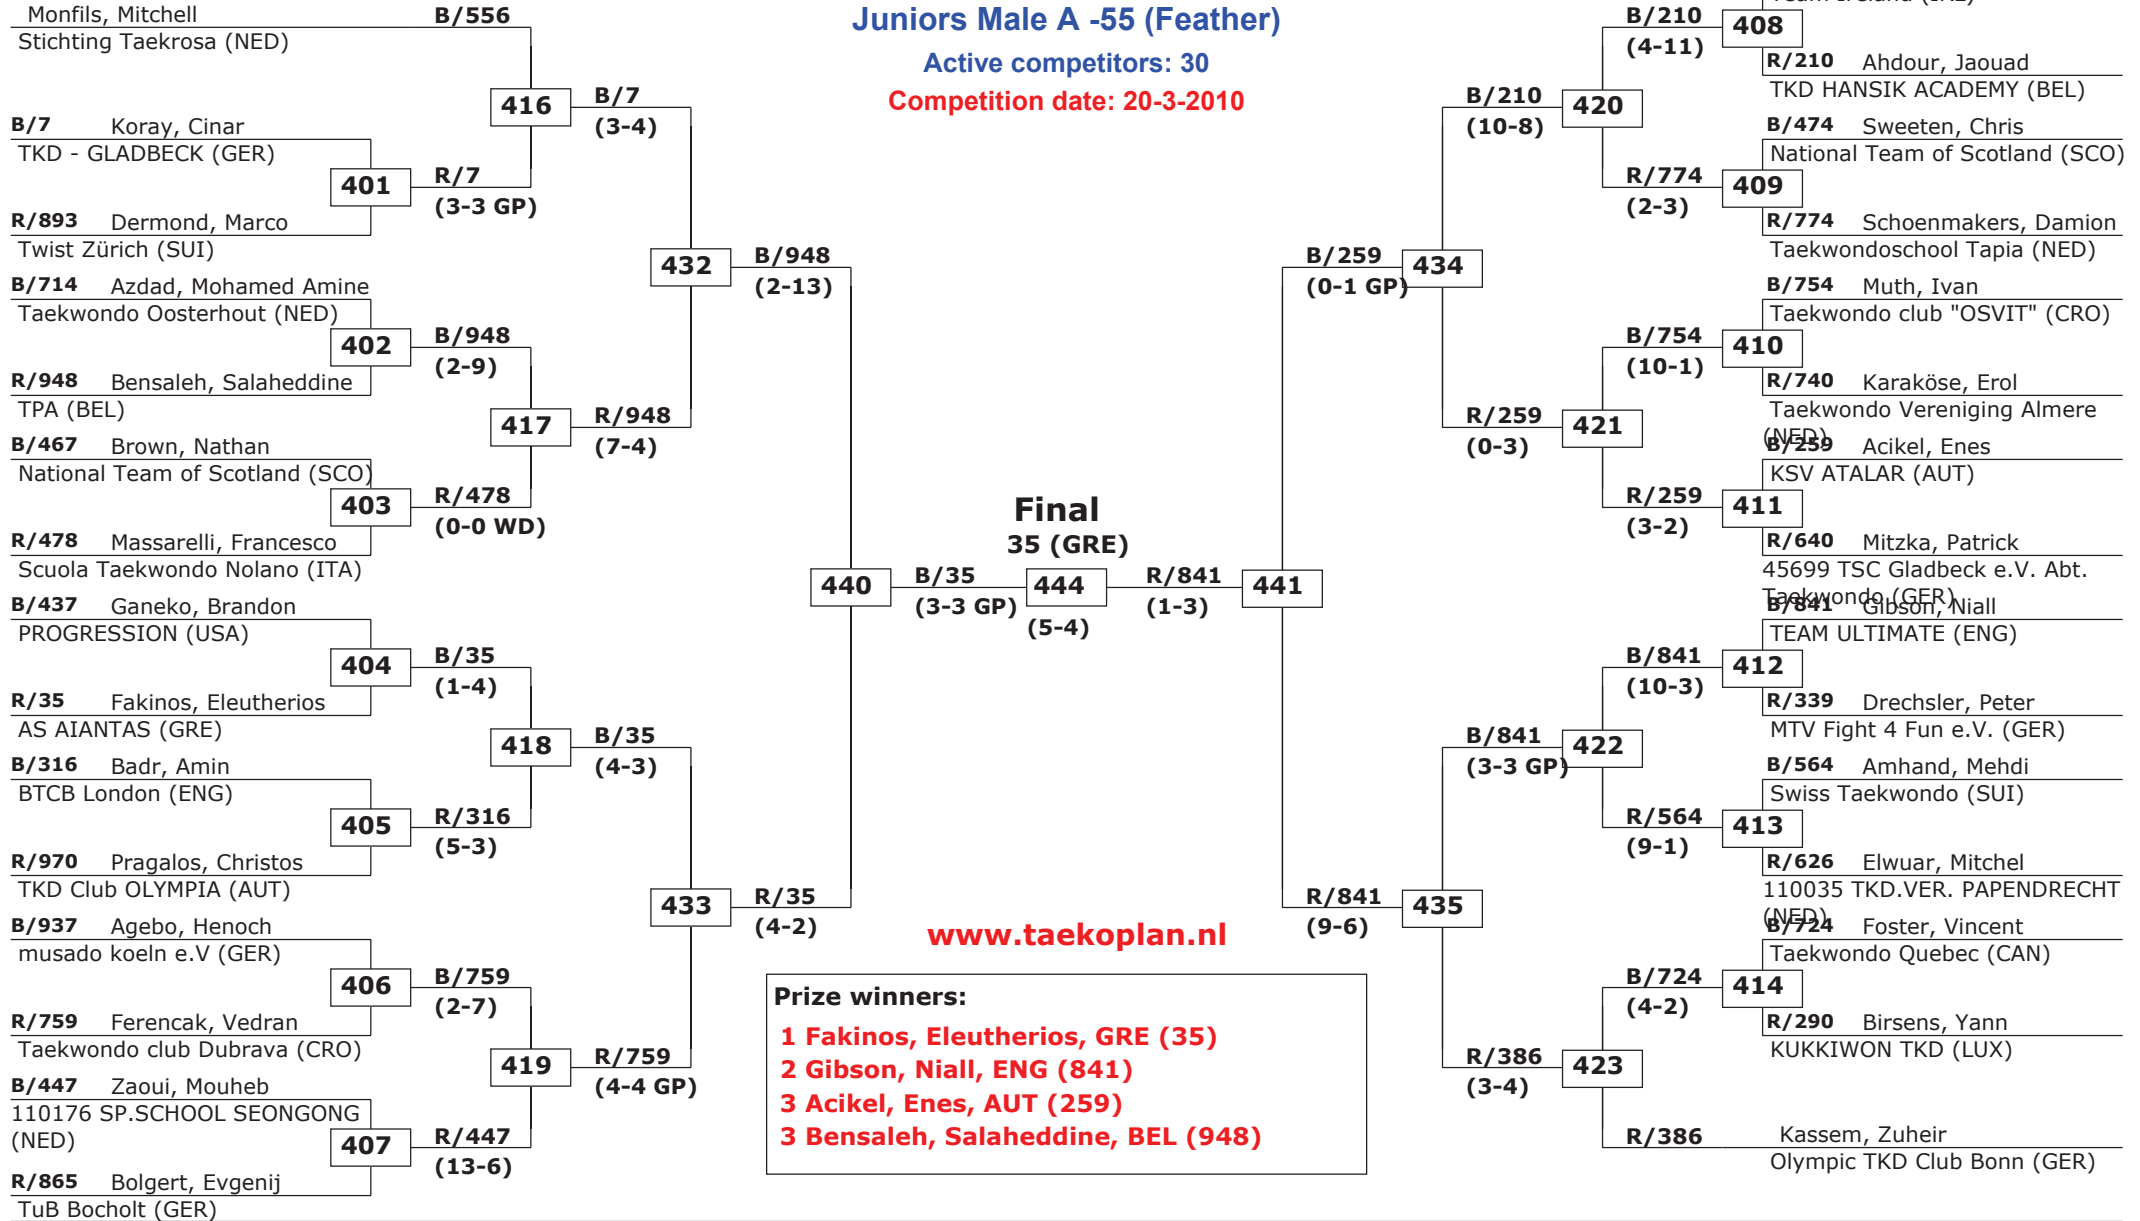 Juniors Male A -55 (Feather)
Active competitors: 30
Competition date: 20-3-2010
Monfils, Mitchell
Stichting Taekrosa (NED)
B/7 Koray, Cinar
TKD - GLADBECK (GER)
R/893 Dermond, Marco
Twist Zürich (SUI)
B/714 Azdad, Mohamed Amine
Taekwondo Oosterhout (NED)
R/948 Bensaleh, Salaheddine
TPA (BEL)
B/467 Brown, Nathan
National Team of Scotland (SCO)
R/478 Massarelli, Francesco
Scuola Taekwondo Nolano (ITA)
B/437 Ganeko, Brandon
PROGRESSION (USA)
R/35 Fakinos, Eleutherios
AS AIANTAS (GRE)
B/316 Badr, Amin
BTCB London (ENG)
R/970 Pragalos, Christos
TKD Club OLYMPIA (AUT)
B/937 Agebo, Henoch
musado koeln e.V (GER)
R/759 Ferencak, Vedran
Taekwondo club Dubrava (CRO)
B/447 Zaoui, Mouheb
110176 SP.SCHOOL SEONGONG
(NED)
R/865 Bolgert, Evgenij
TuB Bocholt (GER)
401
402
403
404
405
406
407
B/556
R/7
(3-3 GP)
B/948
(2-9)
R/478
(0-0 WD)
B/35
(1-4)
R/316
(5-3)
B/759
(2-7)
R/447
(13-6)
416
417
418
419
B/7
(3-4)
R/948
(7-4)
B/35
(4-3)
R/759
(4-4 GP)
432
433
B/948
(2-13)
R/35
(4-2)
440
B/35
(3-3 GP)
Final
35 (GRE)
444
(5-4)
R/841
(1-3)
441
B/259
(0-1 GP)
R/841
(9-6)
434
435
B/210
(10-8)
R/259
(0-3)
B/841
(3-3 GP)
R/386
(3-4)
420
421
422
423
B/210
(4-11)
R/774
(2-3)
B/754
(10-1)
R/259
(3-2)
B/841
(10-3)
R/564
(9-1)
B/724
(4-2)
R/386
408
409
410
411
412
413
414
R/210 Ahdour, Jaouad
TKD HANSIK ACADEMY (BEL)
B/474 Sweeten, Chris
National Team of Scotland (SCO)
R/774 Schoenmakers, Damion
Taekwondoschool Tapia (NED)
B/754 Muth, Ivan
Taekwondo club "OSVIT" (CRO)
R/740 Karaköse, Erol
Taekwondo Vereniging Almere
(NED)
B/259 Acikel, Enes
KSV ATALAR (AUT)
R/640 Mitzka, Patrick
45699 TSC Gladbeck e.V. Abt.
Taekwondo (GER)
B/841 Gibson, Niall
TEAM ULTIMATE (ENG)
R/339 Drechsler, Peter
MTV Fight 4 Fun e.V. (GER)
B/564 Amhand, Mehdi
Swiss Taekwondo (SUI)
R/626 Elwuar, Mitchel
110035 TKD.VER. PAPENDRECHT
(NED)
B/724 Foster, Vincent
Taekwondo Quebec (CAN)
R/290 Birsens, Yann
KUKKIWON TKD (LUX)
Kassem, Zuheir
Olympic TKD Club Bonn (GER)
www.taekoplan.nl
Prize winners:
1 Fakinos, Eleutherios, GRE (35)
2 Gibson, Niall, ENG (841)
3 Acikel, Enes, AUT (259)
3 Bensaleh, Salaheddine, BEL (948)